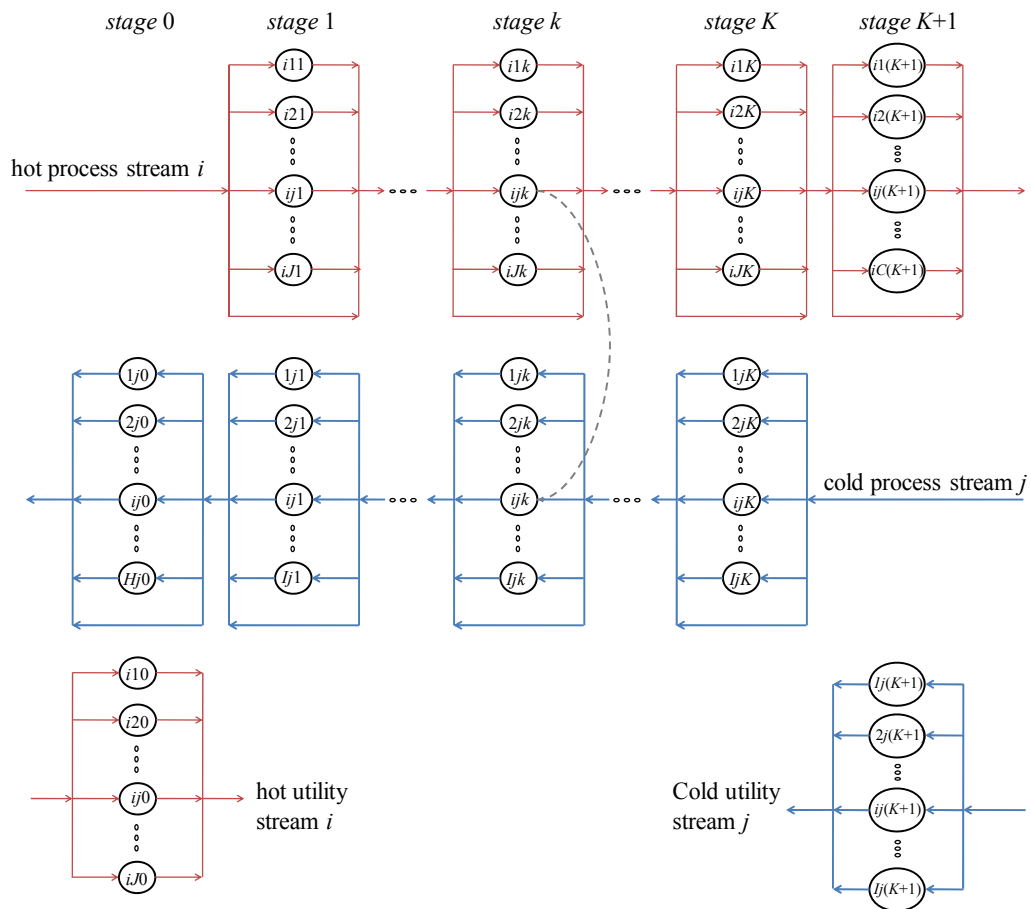 stage 0 stage 1 stage k stage K stage K+1
i11 i1k i1K i1(K+1)
i21 i2k i2K i2(K+1)
hot process stream i
ij1 ijk ijK ij(K+1)
iJ1 iJk iJK iC(K+1)
1j0 1j1 1jk 1jK
2j0 2j1 2jk 2jK
cold process stream j
ij0 ij1 ijk ijK
Hj0 Ij1 Ijk IjK
i10 Ij(K+1)
i20 2j(K+1
ij0 hot utility Cold utility ij(K+1)
stream i stream j
iJ0 Ij(K+1)